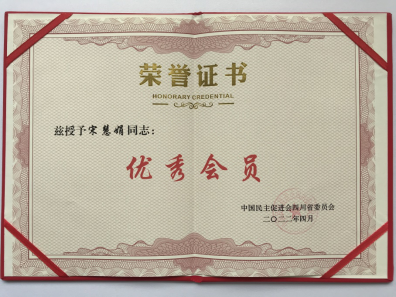 荣誉证书
HONORARY CREDENTIAL
兹授予宋慧娟同志：
优秀会员
中国民主促进会四川省委员会
二〇二二年四月